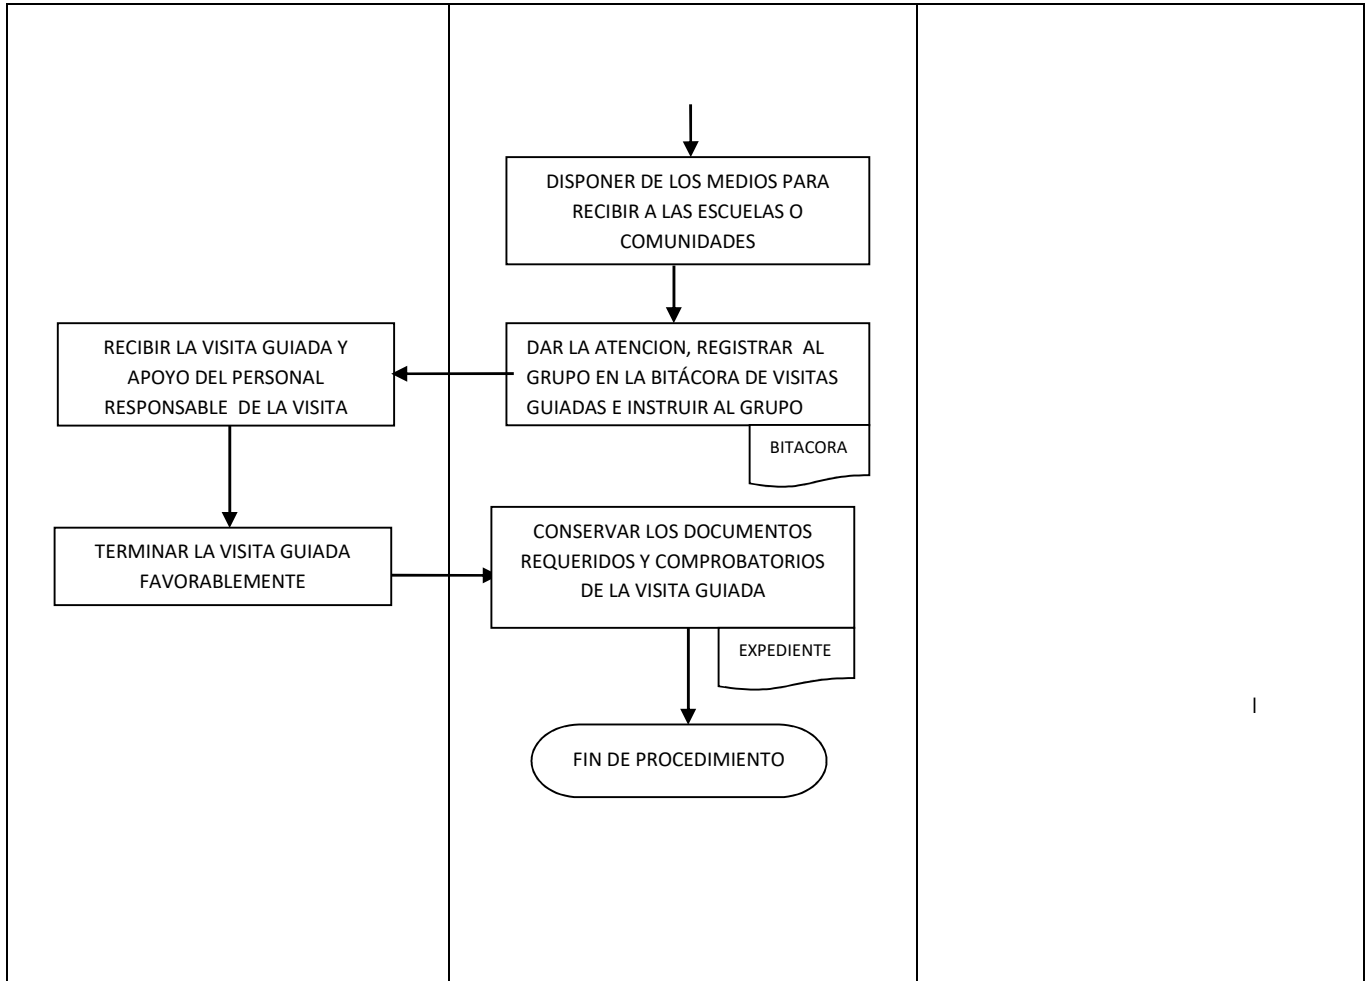 DISPONER DE LOS MEDIOS PARA
RECIBIR A LAS ESCUELAS O
COMUNIDADES
DAR LA ATENCION, REGISTRAR  AL
GRUPO EN LA BITÁCORA DE VISITAS
GUIADAS E INSTRUIR AL GRUPO
BITACORA
RECIBIR LA VISITA GUIADA Y
APOYO DEL PERSONAL
RESPONSABLE  DE LA VISITA
TERMINAR LA VISITA GUIADA
FAVORABLEMENTE
CONSERVAR LOS DOCUMENTOS
REQUERIDOS Y COMPROBATORIOS
DE LA VISITA GUIADA
EXPEDIENTE
l
FIN DE PROCEDIMIENTO